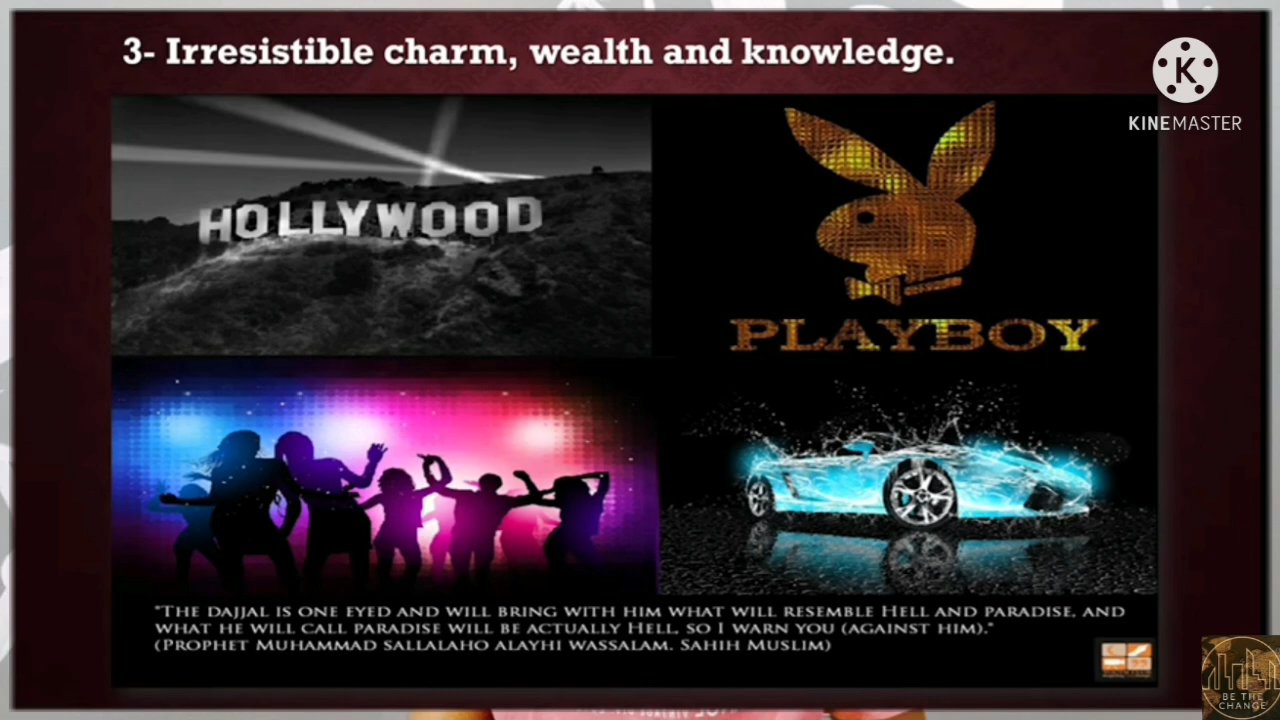 3- Irresistible charm, wealth and knowledge.
K
KINEMASTER
HOLLYWOOD
PLAYBOY
"THE DAJJAL IS ONE EYED AND WILL BRING WITH HIM WHAT WILL RESEMBLE HELL AND PARADISE, AND
WHAT HE WILL CALL PARADISE WILL BE ACTUALLY HELL, SO I WARN YOU (AGAINST HIM)."
(PROPHET MUHAMMAD SALLALAHO ALAYHI WASSALAM. SAHIH MUSLIM)
BE THE
CHANGE